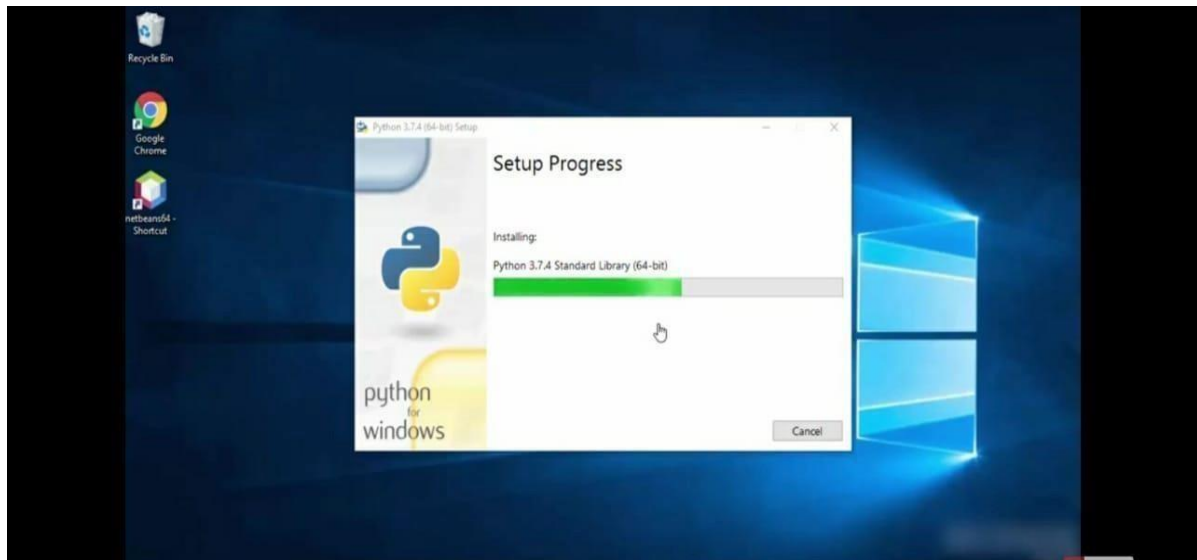 Recycle Bin
Google
Chrome
netbeans64 -
Shortcut
Python 3.7.4 (64-bit) Setup
Setup Progress
Installing:
Python 3.7.4 Standard Library (64-bit)
python
for
windows
Cancel